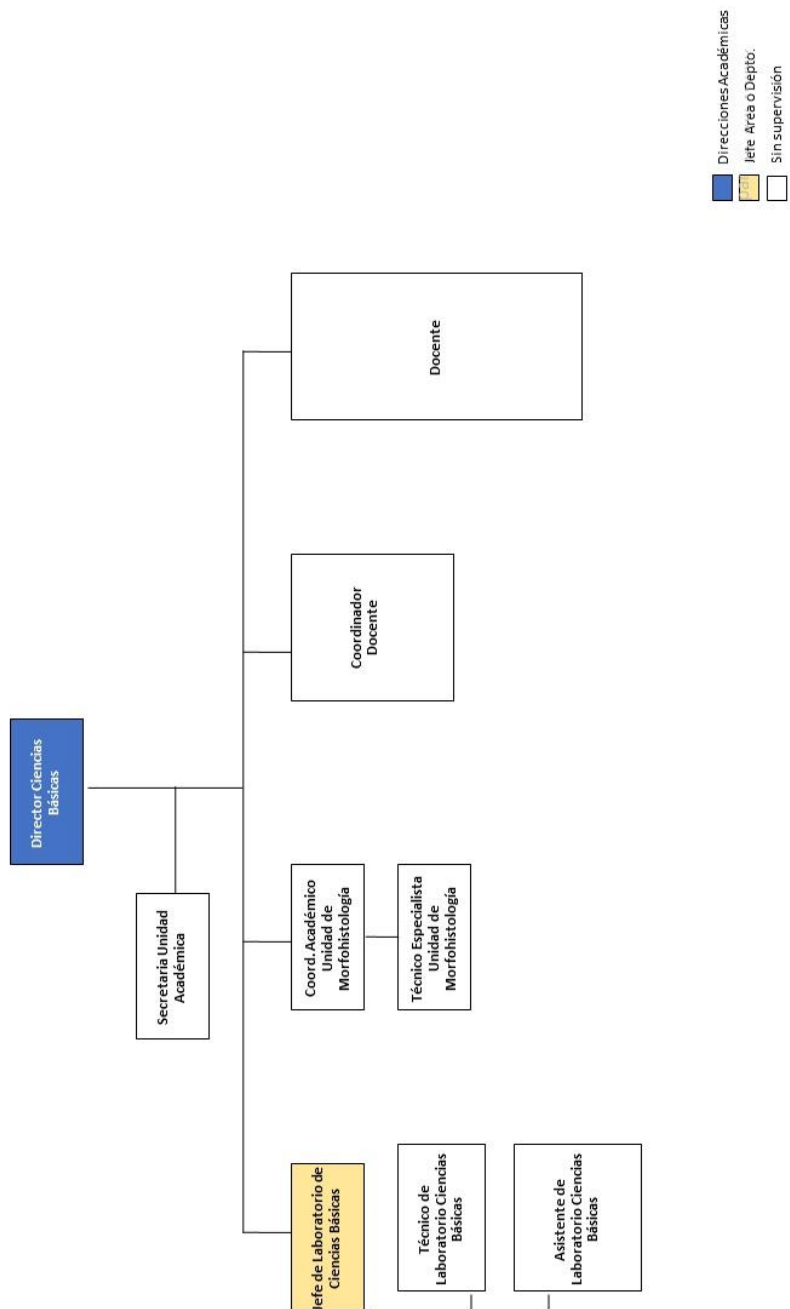 Director Ciencias
Básicas
Secretaria Unidad
Académica
Jefe de Laboratorio de
Ciencias Básicas
Coord. Académico
Unidad de
Morfohistología
Coordinador
Docente
Docente
Técnico de
Laboratorio Ciencias
Básicas
Técnico Especialista
Unidad de
Morfohistología
Asistente de
Laboratorio Ciencias
Básicas
Direcciones Académicas
Jefe Area ó Depto.
Sin supervisión